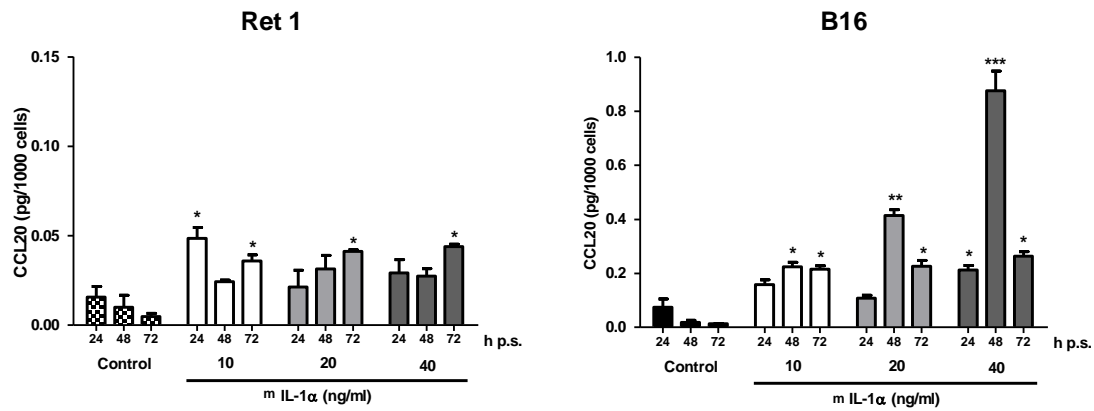 Ret 1
0.15
0.10
0.05
0.00
CCL20 (pg/1000 cells)
* * * *
24 48 72 24 48 72 24 48 72 24 48 72 h p.s.
Control 10 20 40
m IL-1α (ng/ml)
B16
1.0
0.8
0.6
0.4
0.2
0.0
CCL20 (pg/1000 cells)
* * ** * * *** *
24 48 72 24 48 72 24 48 72 24 48 72 h p.s.
Control 10 20 40
m IL-1α (ng/ml)